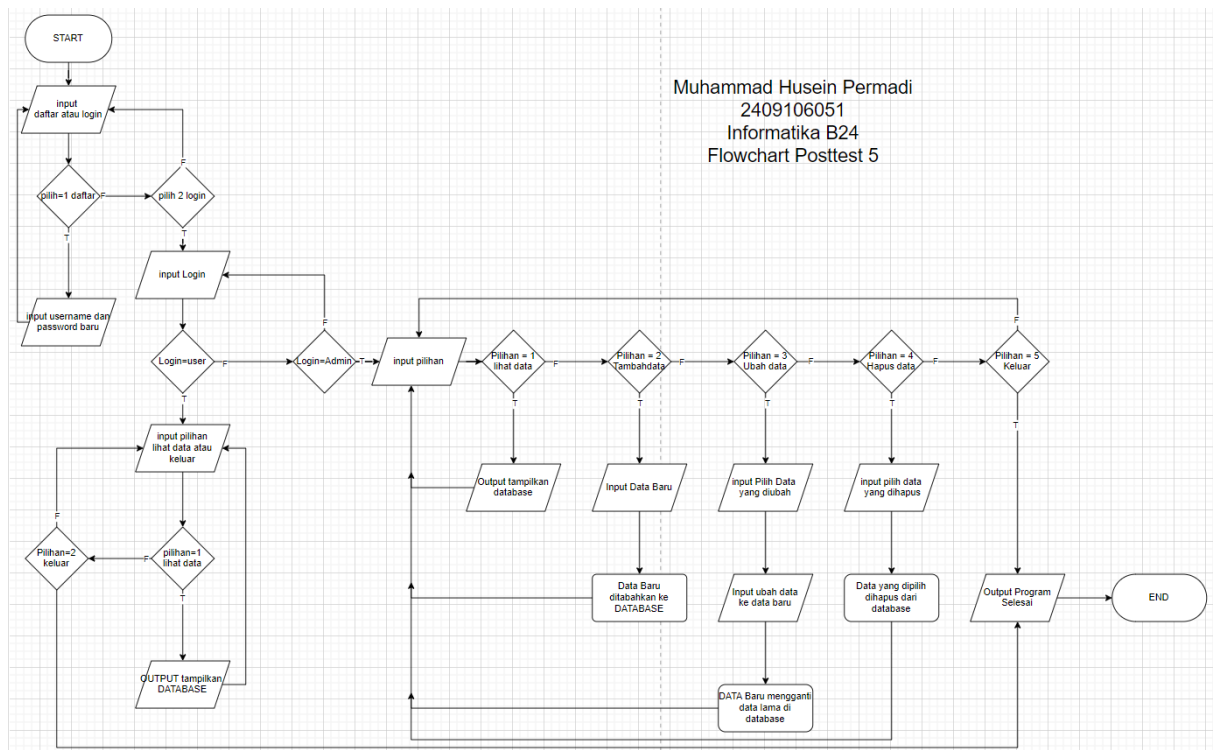 START
Muhammad Husein Permadi
2409106051
Informatika B24
Flowchart Posttest 5
input
daftar atau login
F
pilih=1 daftar
F
pilih 2 login
T
T
input Login
input username dan
password baru
F
F
Login=user
F
Login=Admin
T
input pilihan
Pilihan = 1
lihat data
F
Pilihan = 2
Tambahdata
F
Pilihan = 3
Ubah data
F
Pilihan = 4
Hapus data
F
Pilihan = 5
Keluar
T
T
T
T
T
T
input pilihan
lihat data atau
keluar
Output tampilkan
database
Input Data Baru
input Pilih Data
yang diubah
input pilih data
yang dihapus
F
Pilihan=2
keluar
F
pilihan=1
lihat data
T
Data Baru
ditabahkan ke
DATABASE
Input ubah data
ke data baru
Data yang dipilih
dihapus dari
database
Output Program
Selesai
END
OUTPUT tampilkan
DATABASE
DATA Baru mengganti
data lama di
database